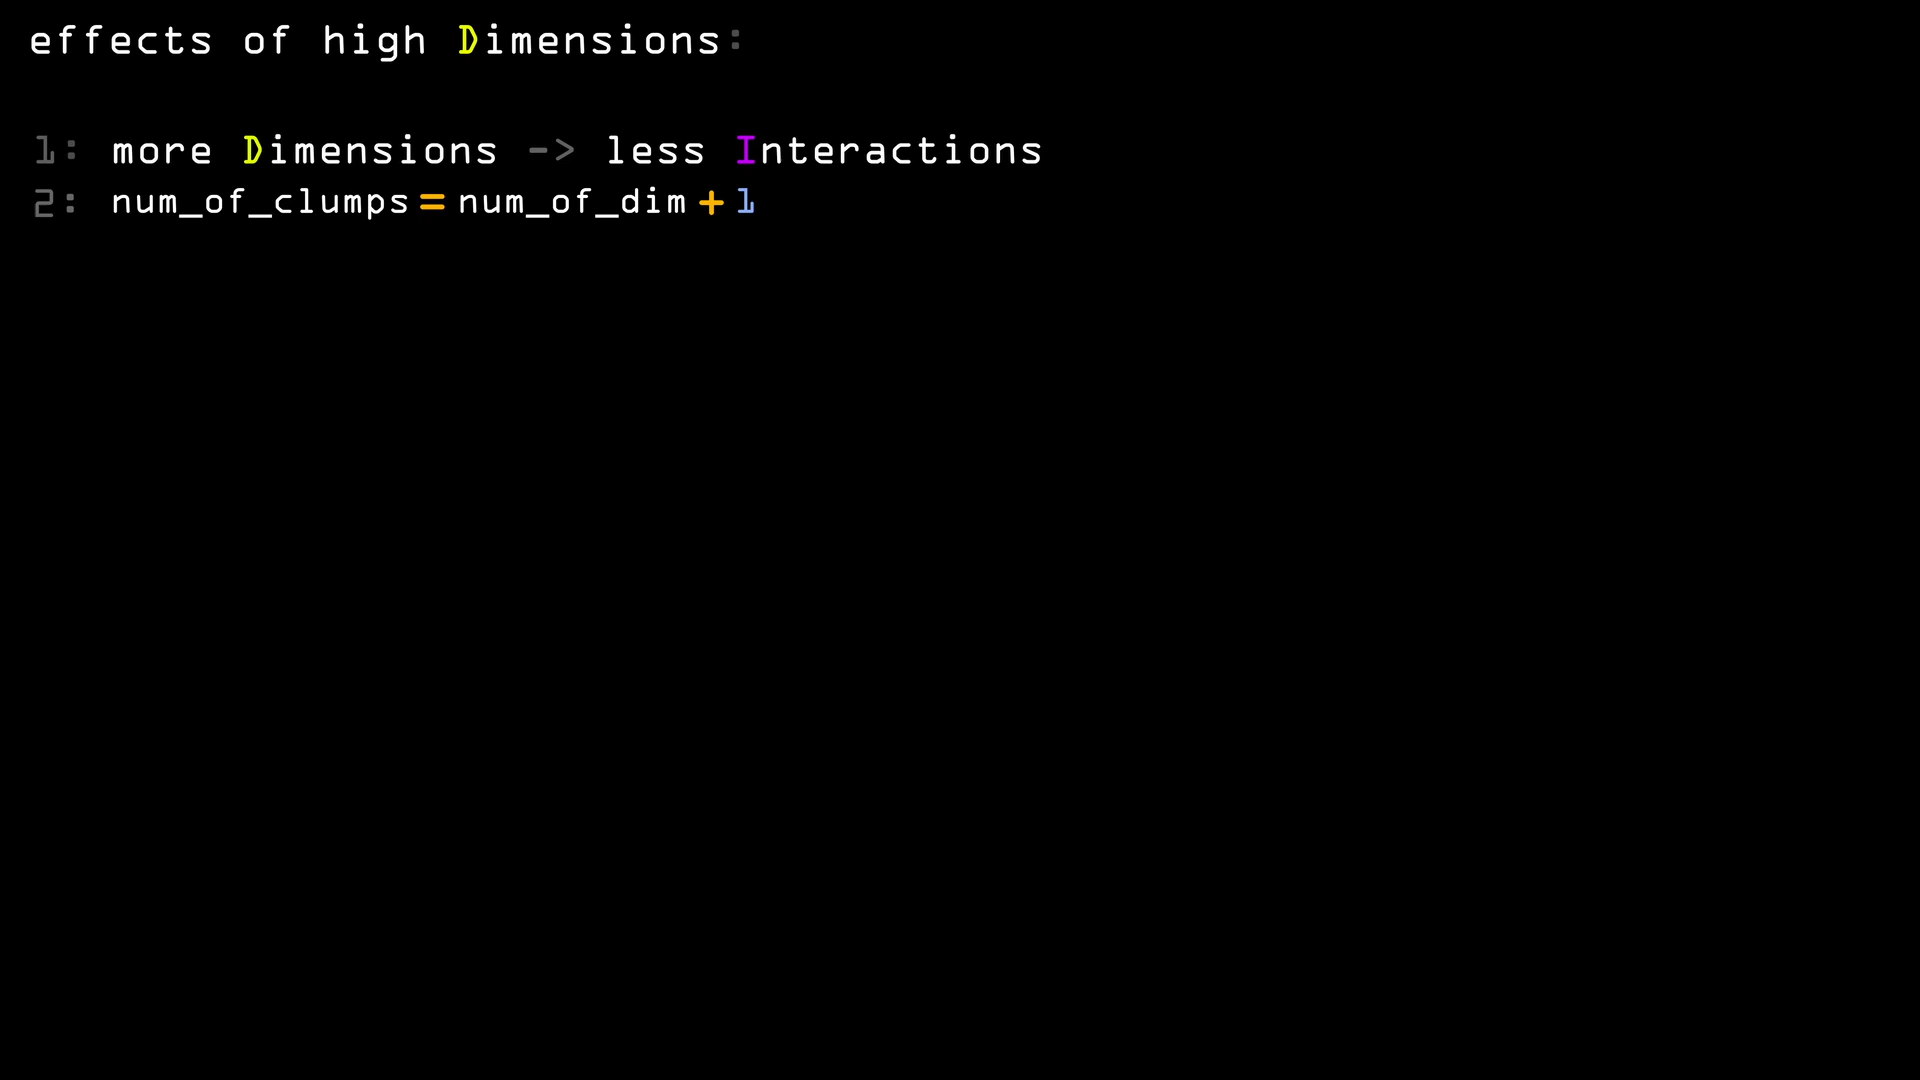 effects of high Dimensions:
1: more Dimensions -> less Interactions
2: num_of_clumps = num_of_dim + 1